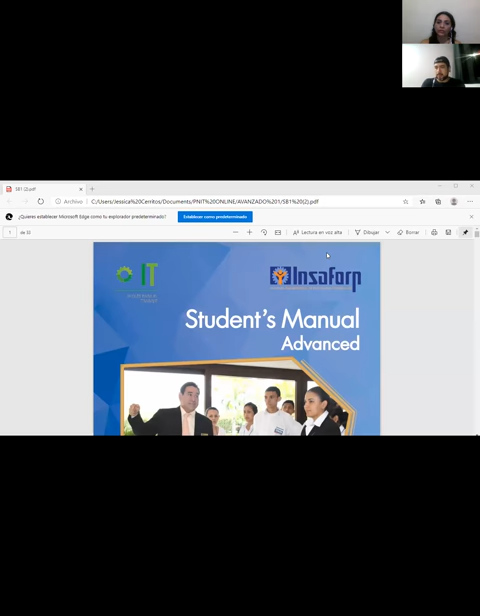 SB1 (2).pdf
Archivo
C:/Users/Jessica%20Cerritos/Documents/PNIT%20ONLINE/AVANZADO%201/SB1%20(2).pdf
¿Quieres establecer Microsoft Edge como tu explorador predeterminado?
Establecer como predeterminado
1
de 33
Lectura en voz alta
Dibujar
Borrar
IT
Insaforp
Student's Manual
Advanced